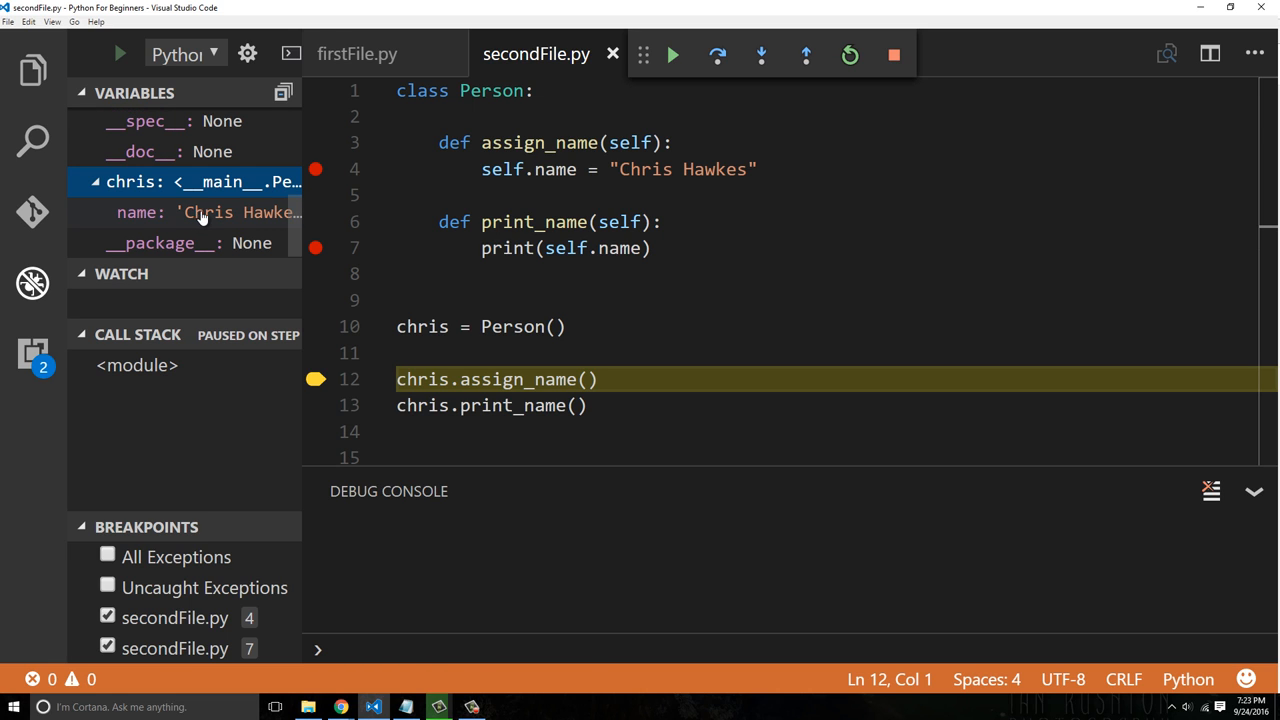 secondFile.py - Python For Beginners - Visual Studio Code
File Edit View Go Help
Pythor
firstFile.py
secondFile.py
VARIABLES
__spec__: None
__doc__: None
chris: <__main__.Pe...
name: 'Chris Hawke...
__package__: None
WATCH
CALL STACK PAUSED ON STEP
<module>
BREAKPOINTS
All Exceptions
Uncaught Exceptions
secondFile.py 4
secondFile.py 7
2
1 class Person:
2
3 def assign_name(self):
4 self.name = "Chris Hawkes"
5
6 def print_name(self):
7 print(self.name)
8
9
10 chris = Person()
11
12 chris.assign_name()
13 chris.print_name()
14
15
DEBUG CONSOLE
0 0
Ln 12, Col 1 Spaces: 4 UTF-8 CRLF Python
I'm Cortana. Ask me anything.
7:23 PM
9/24/2016